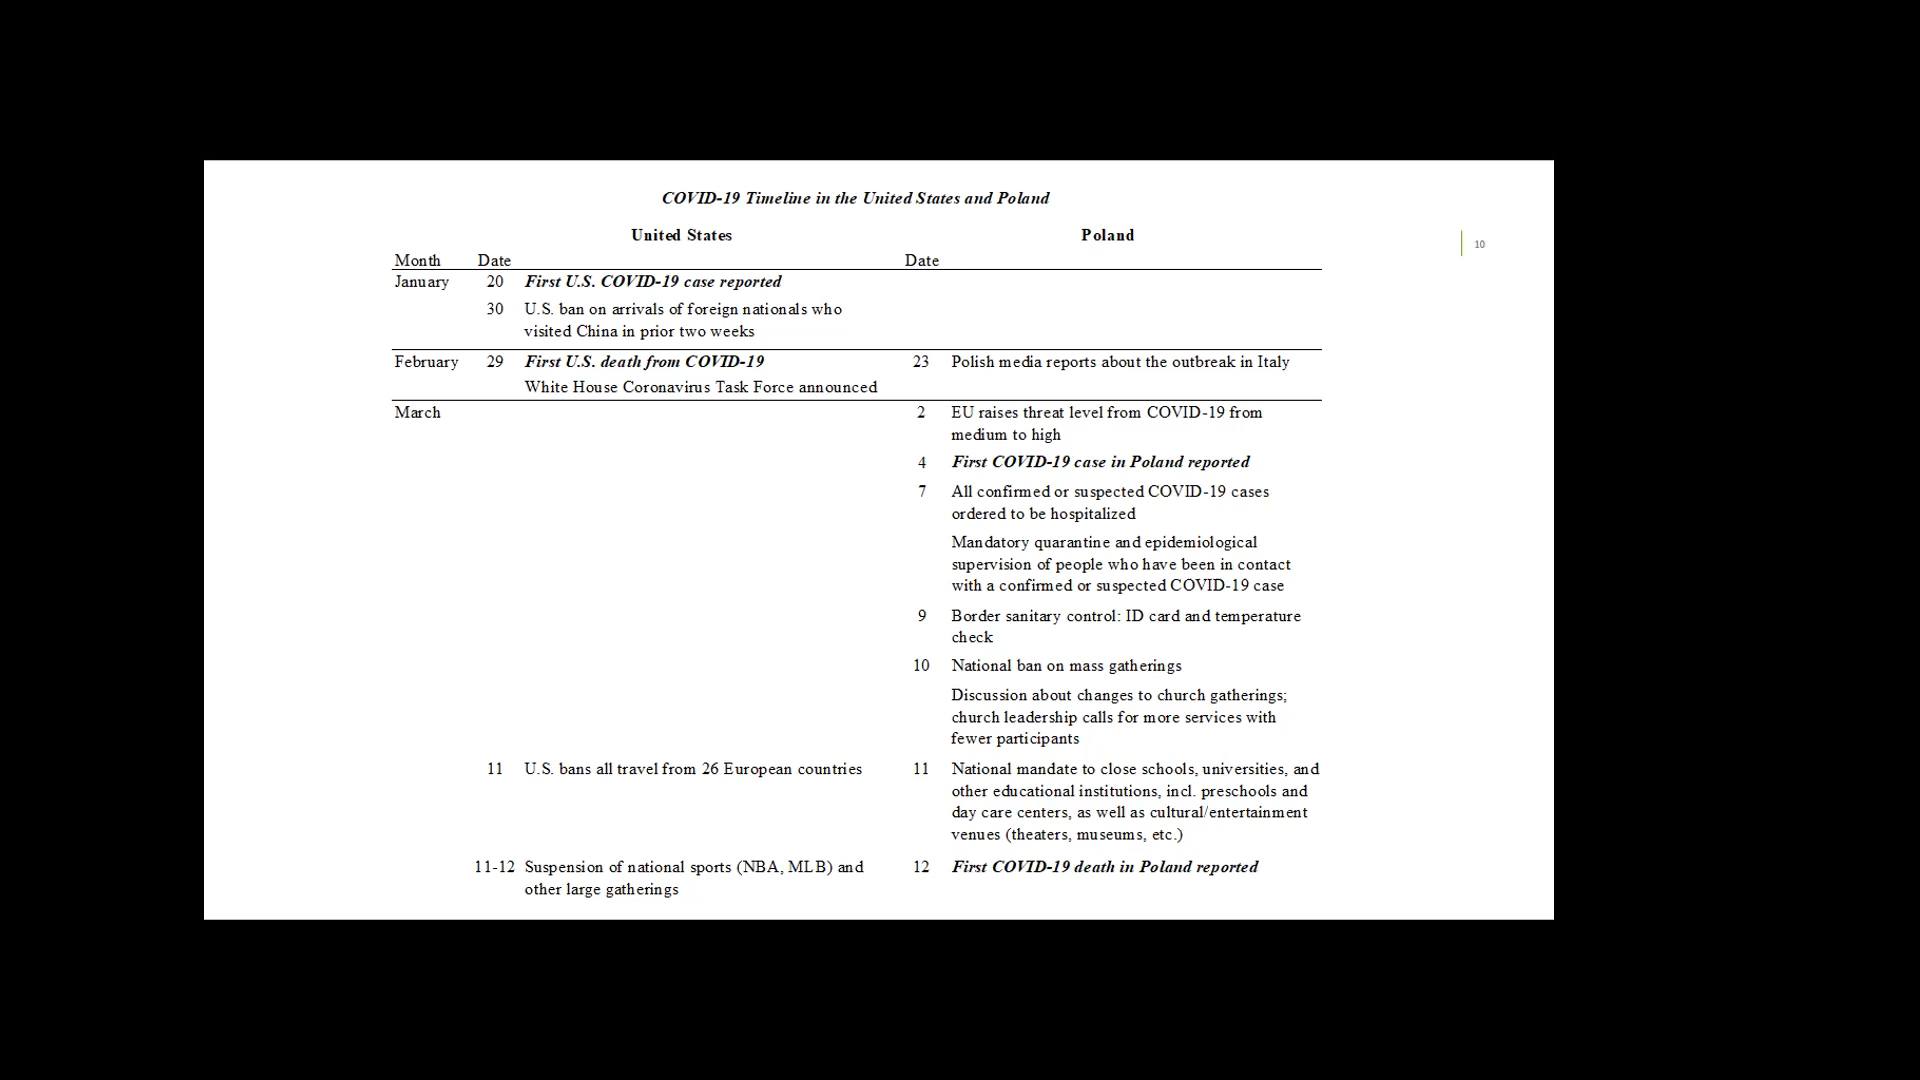 COVID-19 Timeline in the United States and Poland
United States Poland
10
Month Date Date
January 20 First U.S. COVID-19 case reported
30 U.S. ban on arrivals of foreign nationals who
visited China in prior two weeks
February 29 First U.S. death from COVID-19 23 Polish media reports about the outbreak in Italy
White House Coronavirus Task Force announced
March 2 EU raises threat level from COVID-19 from
medium to high
4 First COVID-19 case in Poland reported
7 All confirmed or suspected COVID-19 cases
ordered to be hospitalized
Mandatory quarantine and epidemiological
supervision of people who have been in contact
with a confirmed or suspected COVID-19 case
9 Border sanitary control: ID card and temperature
check
10 National ban on mass gatherings
Discussion about changes to church gatherings;
church leadership calls for more services with
fewer participants
11 U.S. bans all travel from 26 European countries 11 National mandate to close schools, universities, and
other educational institutions, incl. preschools and
day care centers, as well as cultural/entertainment
venues (theaters, museums, etc.)
11-12 Suspension of national sports (NBA, MLB) and 12 First COVID-19 death in Poland reported
other large gatherings